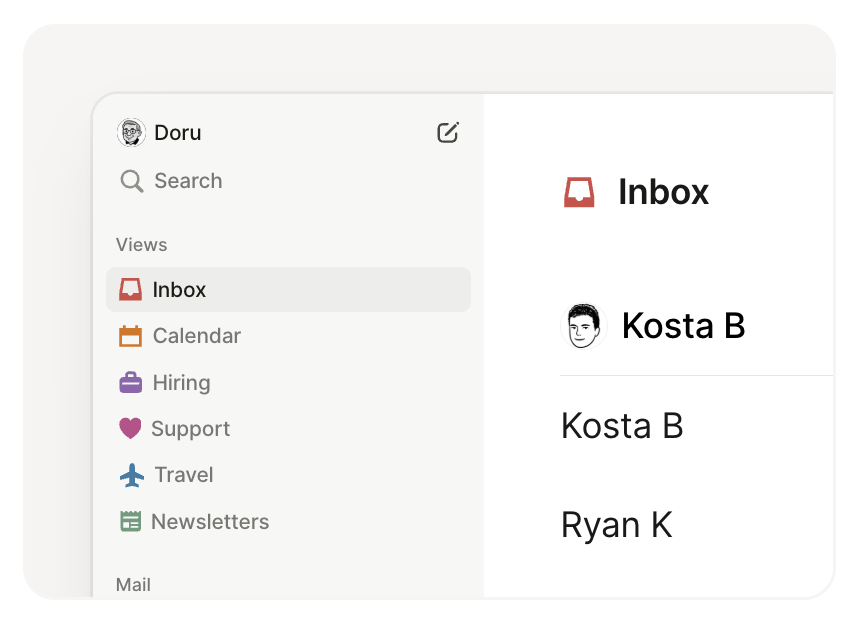 Doru
Search
Views
Inbox
Calendar
Hiring
Support
Travel
Newsletters
Mail
Inbox
Kosta B
Kosta B
Ryan K